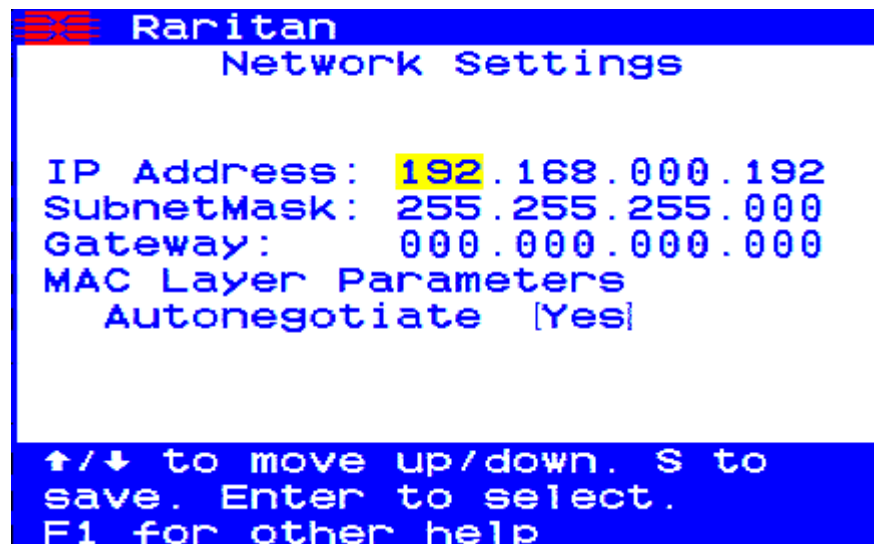 Raritan
Network Settings
IP Address: 192.168.000.192
SubnetMask: 255.255.255.000
Gateway: 000.000.000.000
MAC Layer Parameters
Autonegotiate [Yes]
↑/↓ to move up/down. S to
save. Enter to select.
F1 for other help